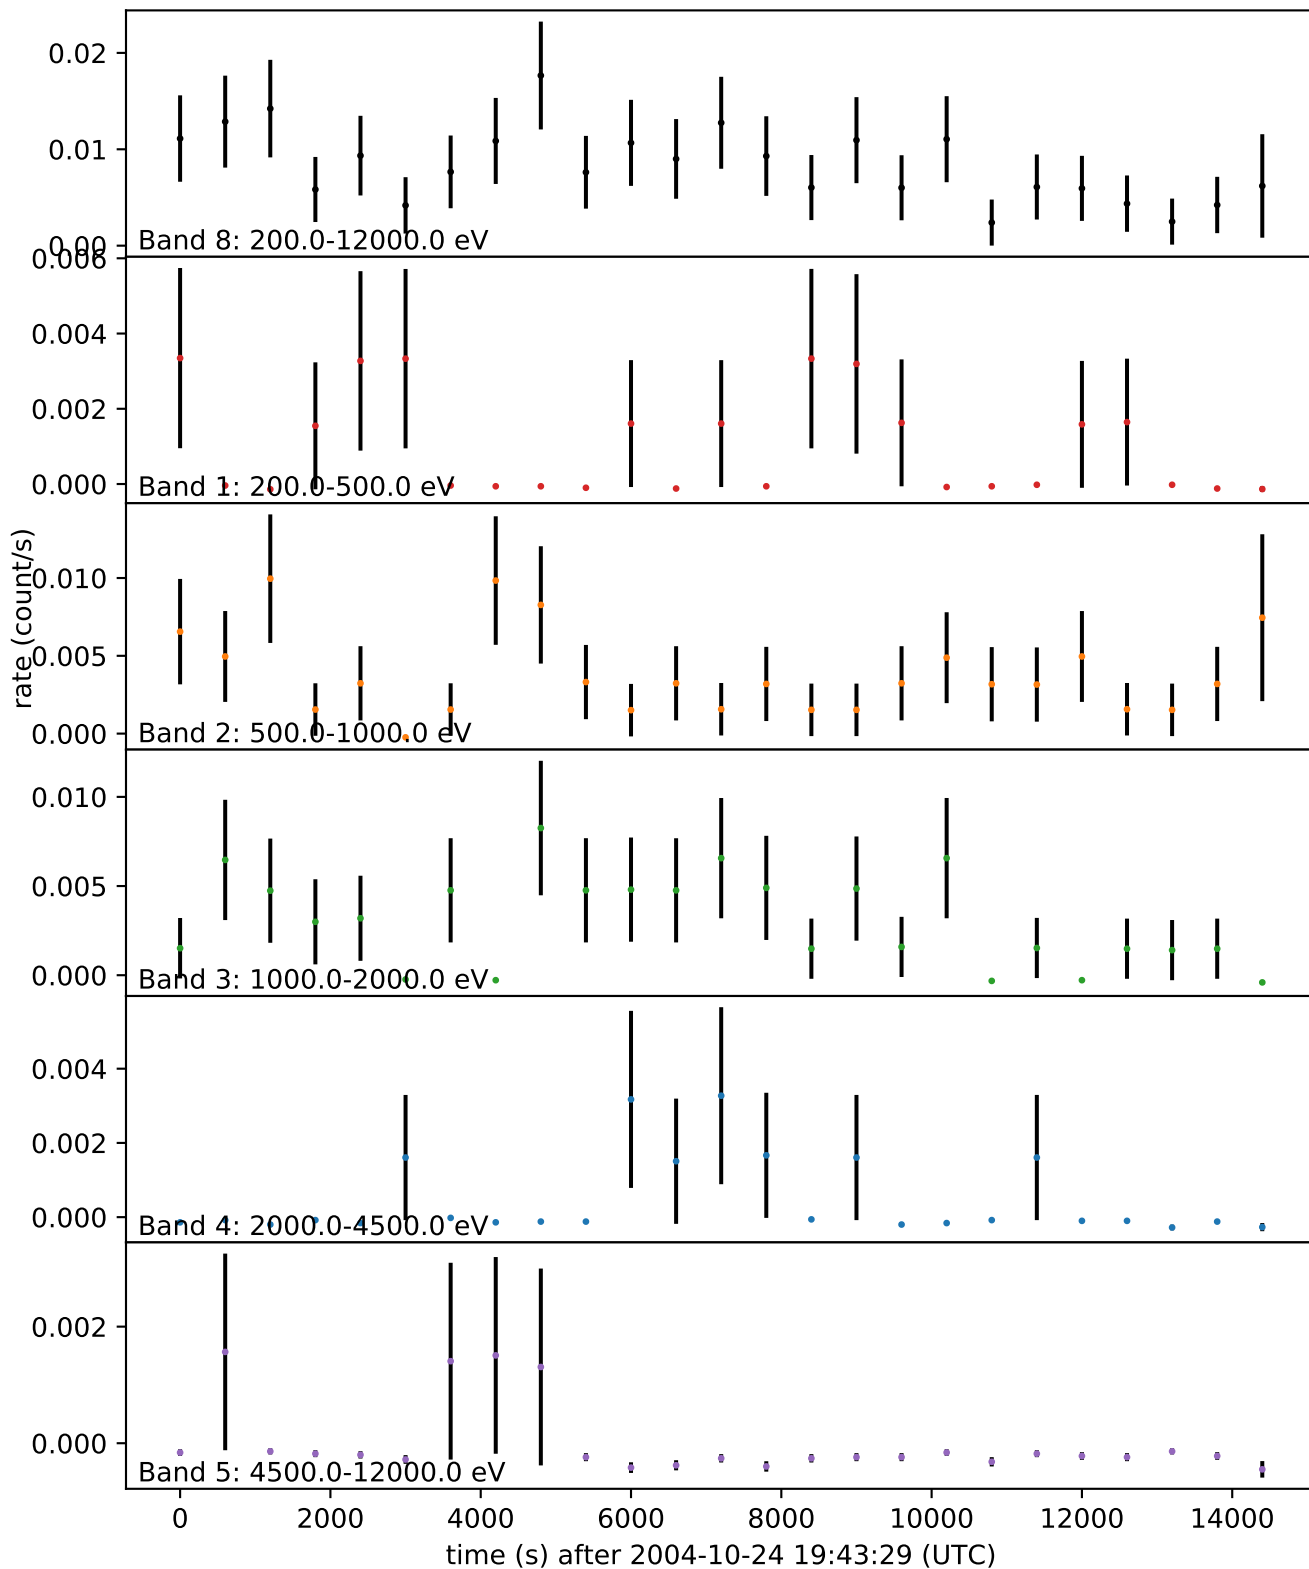 0.02
0.01
0.00
Band 8: 200.0-12000.0 eV
0.006
0.004
0.002
0.000
Band 1: 200.0-500.0 eV
rate (count/s)
0.010
0.005
0.000
Band 2: 500.0-1000.0 eV
0.010
0.005
0.000
Band 3: 1000.0-2000.0 eV
0.004
0.002
0.000
Band 4: 2000.0-4500.0 eV
0.002
0.000
Band 5: 4500.0-12000.0 eV
0 2000 4000 6000 8000 10000 12000 14000
time (s) after 2004-10-24 19:43:29 (UTC)